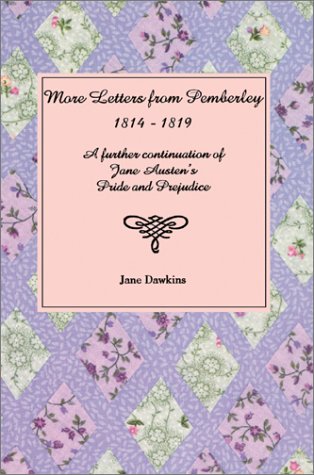 More Letters from Pemberley
1814 - 1819
A further continuation of
Jane Austen's
Pride and Prejudice
Jane Dawkins